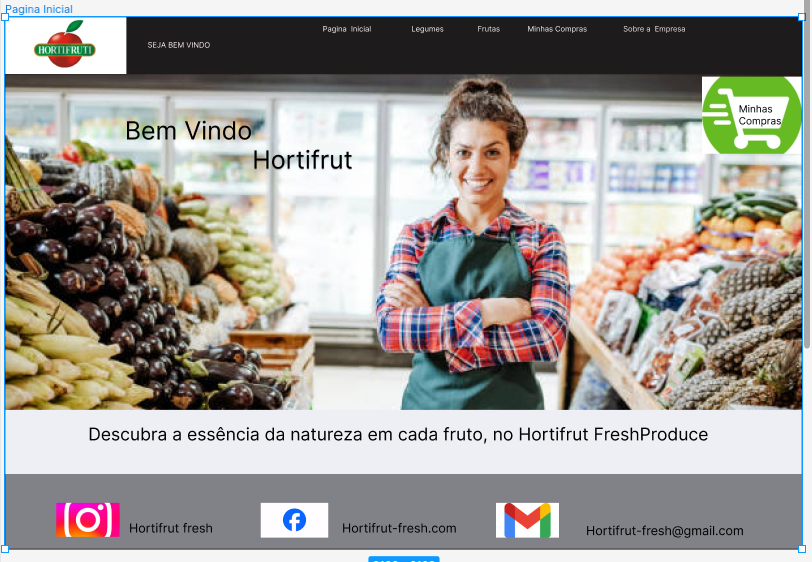 Pagina Inicial
HORTIFRUTI
SEJA BEM VINDO
Pagina Inicial
Legumes
Frutas
Minhas Compras
Sobre a Empresa
Minhas
Compras
Bem Vindo
Hortifrut
Descubra a essência da natureza em cada fruto, no Hortifrut FreshProduce
Hortifrut fresh
Hortifrut-fresh.com
Hortifrut-fresh@gmail.com